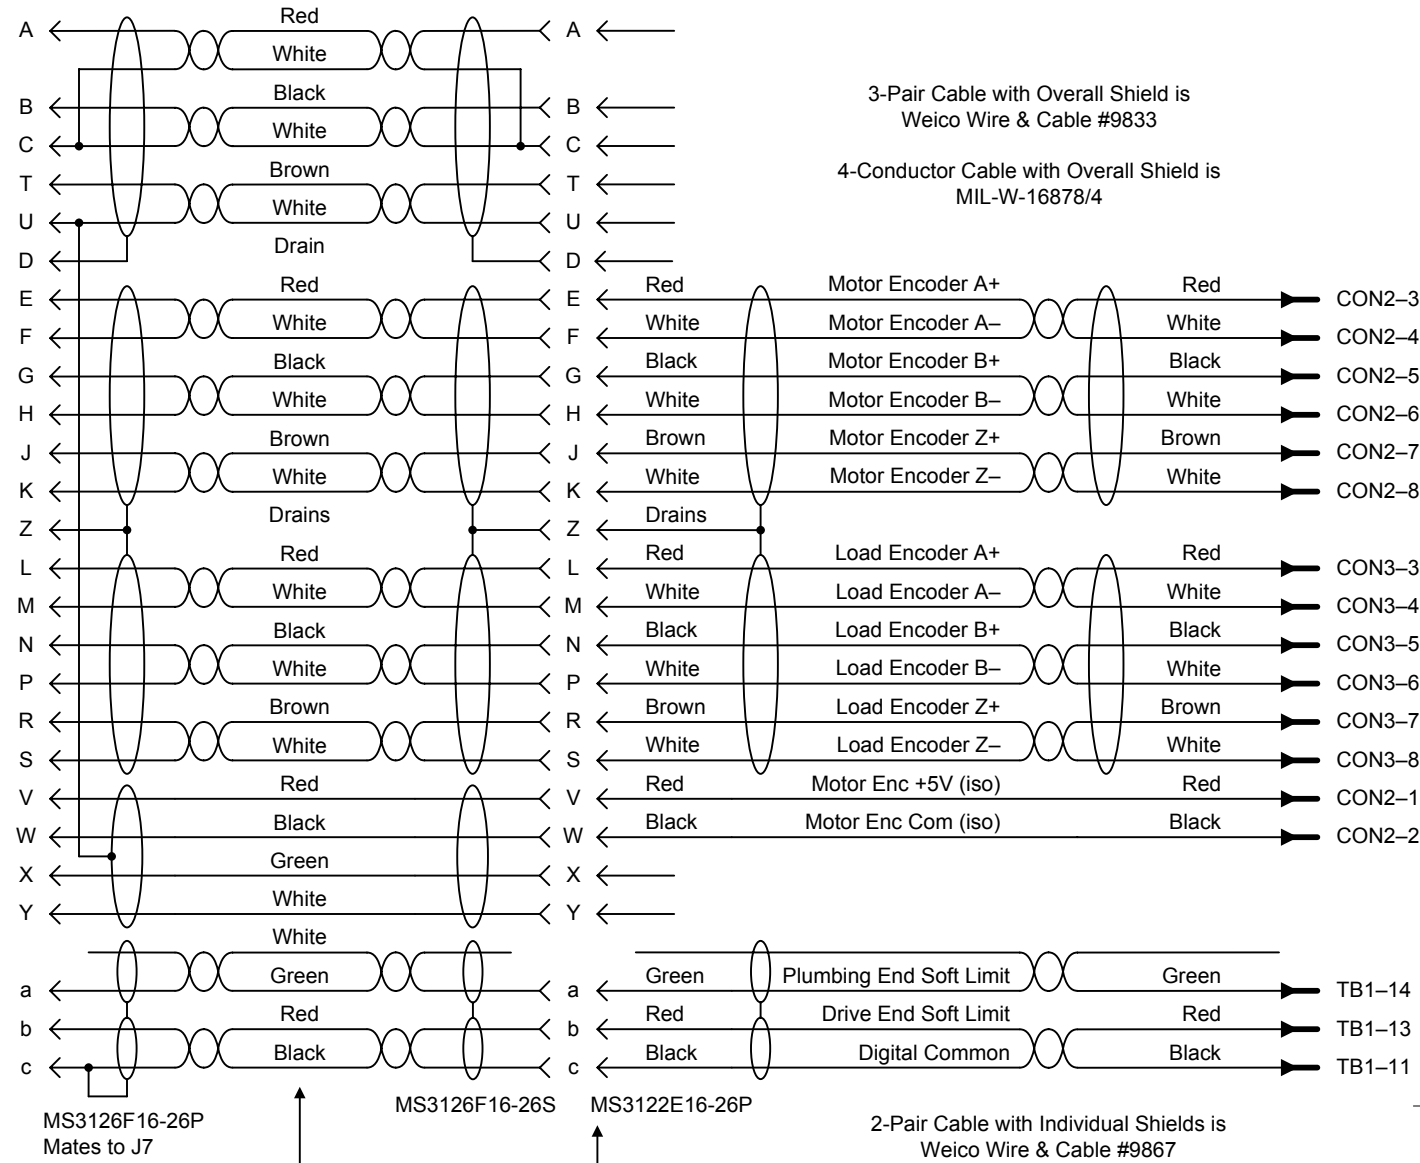 A Red A
White
3-Pair Cable with Overall Shield is
Weico Wire & Cable #9833
B Black B
C White C
4-Conductor Cable with Overall Shield is
MIL-W-16878/4
T Brown T
U White U
D Drain D
E Red E Red Motor Encoder A+ Red CON2–3
F White F White Motor Encoder A– White CON2–4
G Black G Black Motor Encoder B+ Black CON2–5
H White H White Motor Encoder B– White CON2–6
J Brown J Brown Motor Encoder Z+ Brown CON2–7
K White K White Motor Encoder Z– White CON2–8
Z Drains Z Drains
L Red L Red Load Encoder A+ Red CON3–3
M White M White Load Encoder A– White CON3–4
N Black N Black Load Encoder B+ Black CON3–5
P White P White Load Encoder B– White CON3–6
R Brown R Brown Load Encoder Z+ Brown CON3–7
S White S White Load Encoder Z– White CON3–8
V Red V Red Motor Enc +5V (iso) Red CON2–1
W Black W Black Motor Enc Com (iso) Black CON2–2
X Green X
Y White Y
White
a Green a Green Plumbing End Soft Limit Green TB1–14
b Red b Red Drive End Soft Limit Red TB1–13
c Black c Black Digital Common Black TB1–11
MS3126F16-26P
Mates to J7
MS3126F16-26S
MS3122E16-26P
2-Pair Cable with Individual Shields is
Weico Wire & Cable #9867